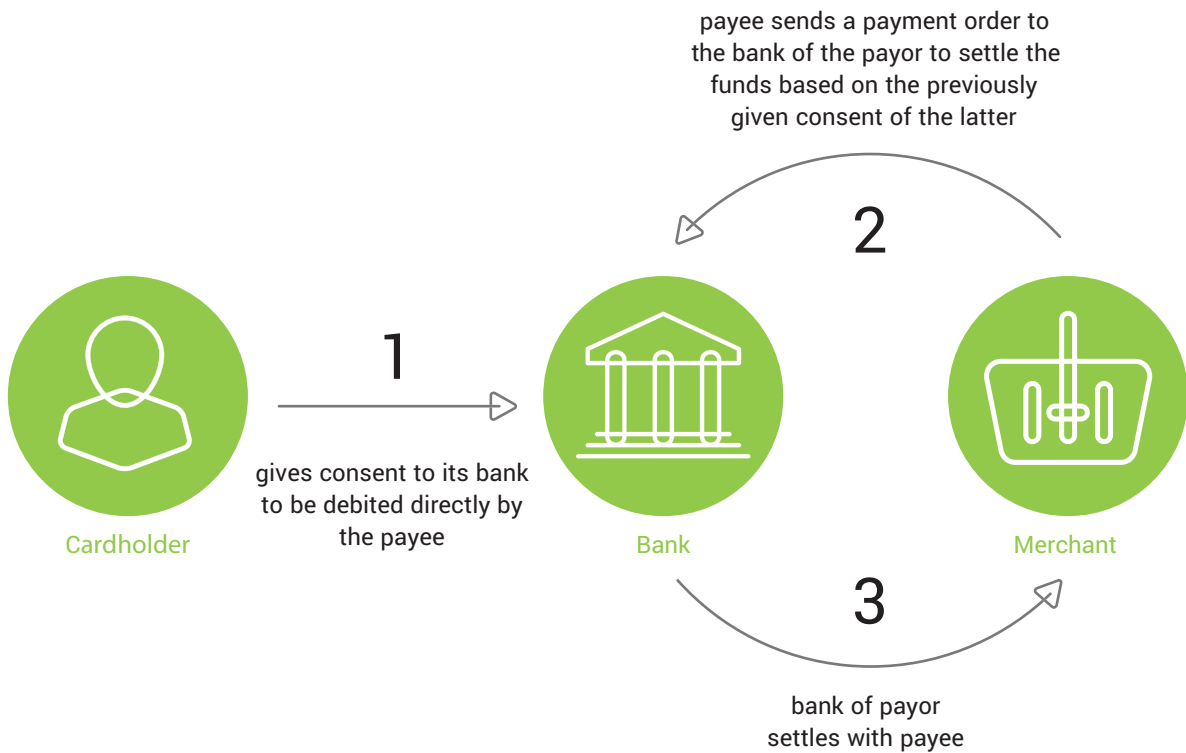 payee sends a payment order to
the bank of the payor to settle the
funds based on the previously
given consent of the latter
2
1
gives consent to its bank
to be debited directly by
the payee
Cardholder
Bank
Merchant
3
bank of payor
settles with payee